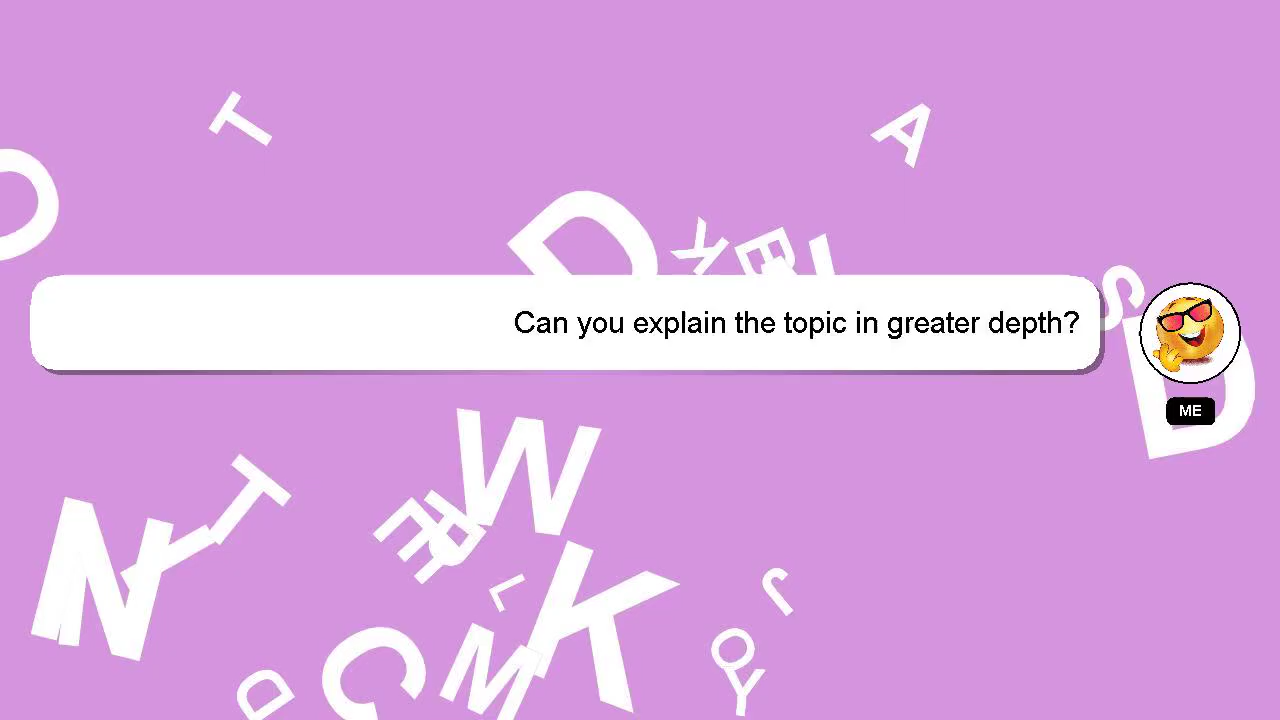 T
A
O
D
K
B
L
S
Can you explain the topic in greater depth?
D
ME
W
T
N
Y
E
R
L
K
J
C
M
O
Y
D